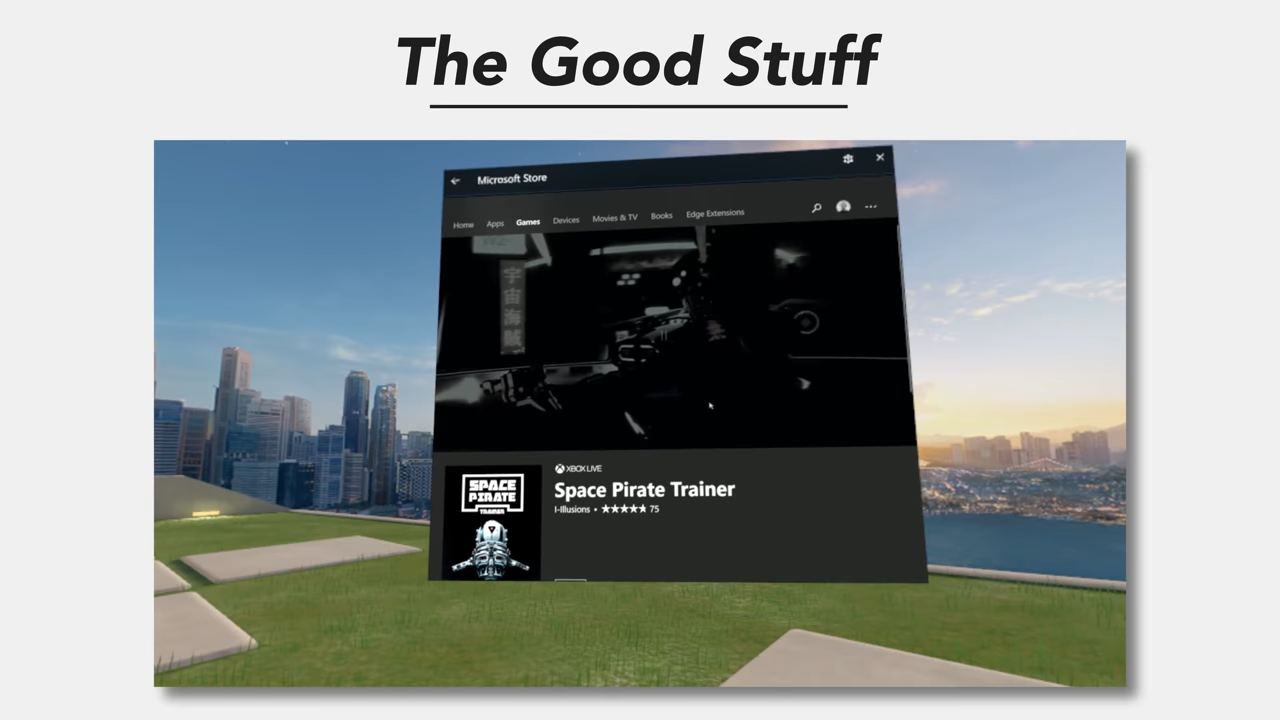 The Good Stuff
Microsoft Store
Home Apps Games Devices Movies & TV Books Edge Extensions
宇宙海賊
XBOX LIVE
Space Pirate Trainer
I-Illusions • ★★★★★ 75
SPACE
PIRATE
TRAINER